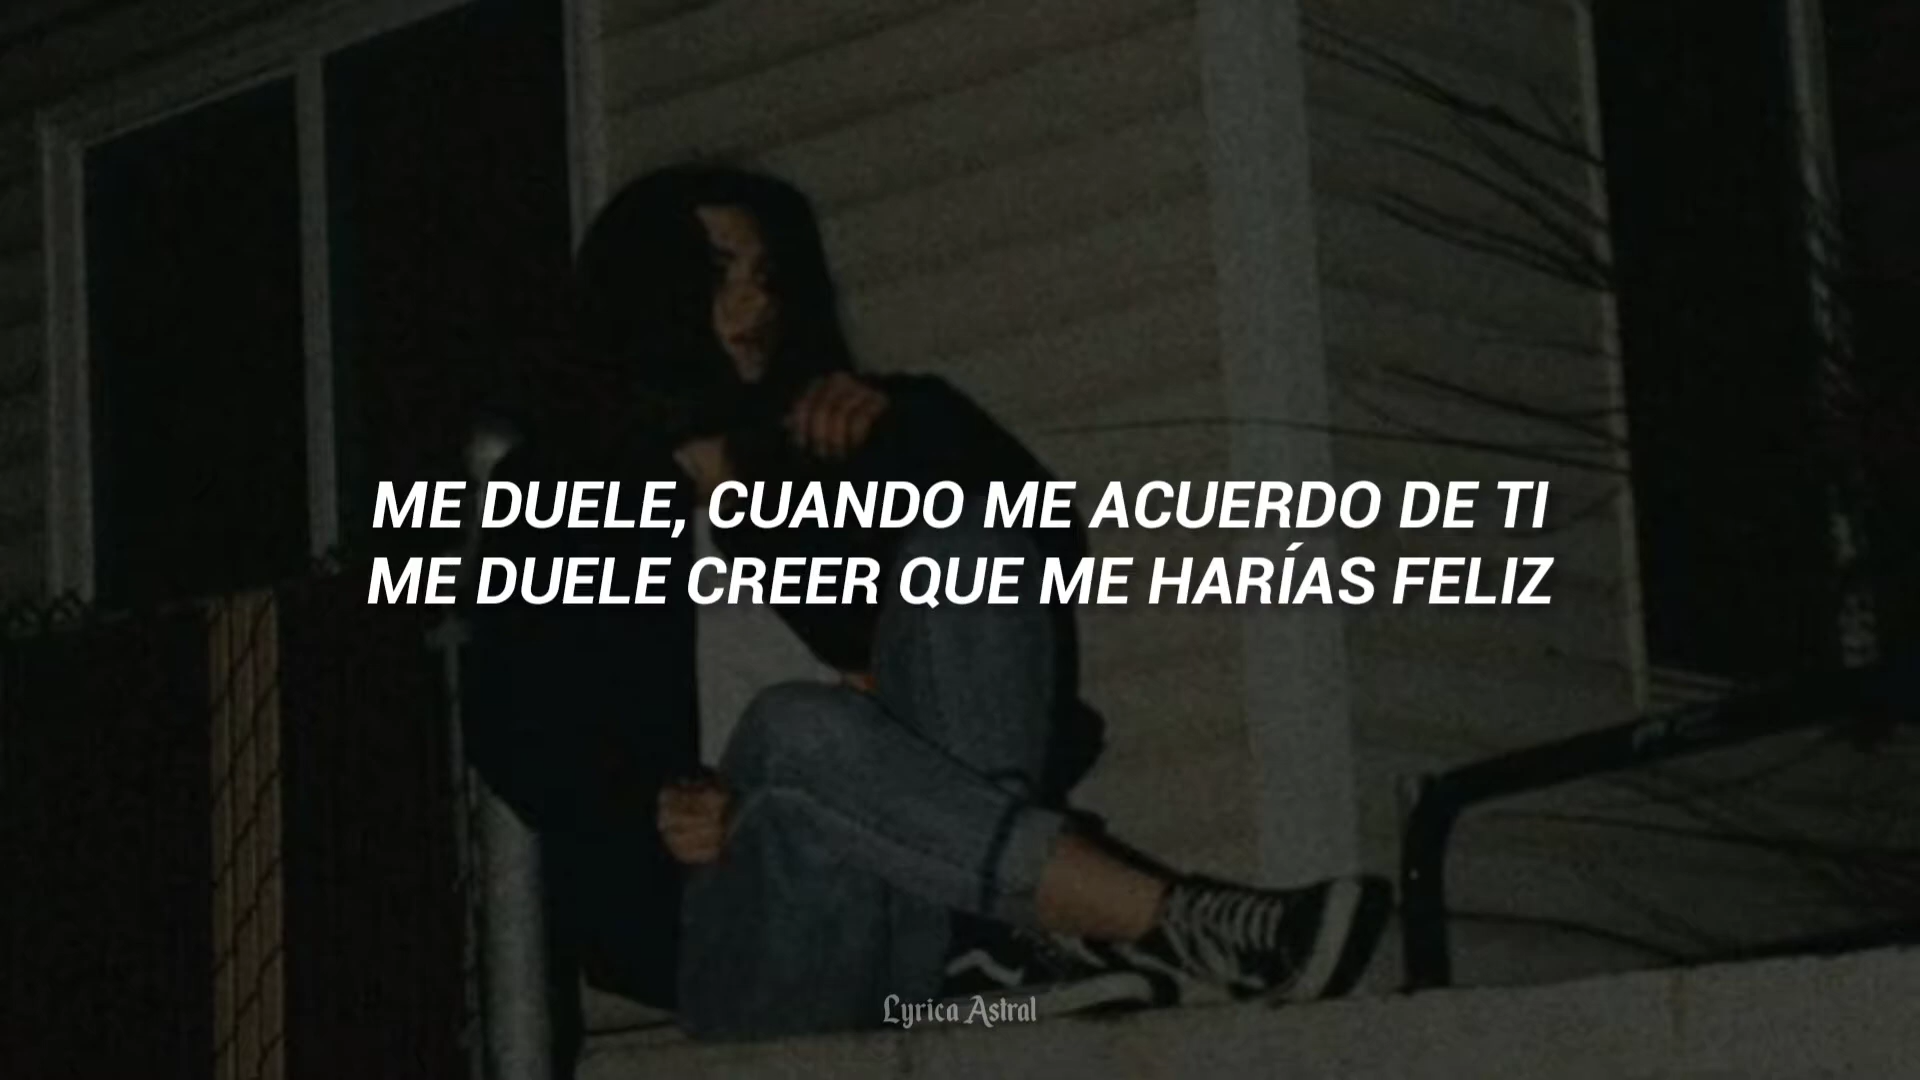 ME DUELE, CUANDO ME ACUERDO DE TI
ME DUELE CREER QUE ME HARÍAS FELIZ
Lyrica Astral